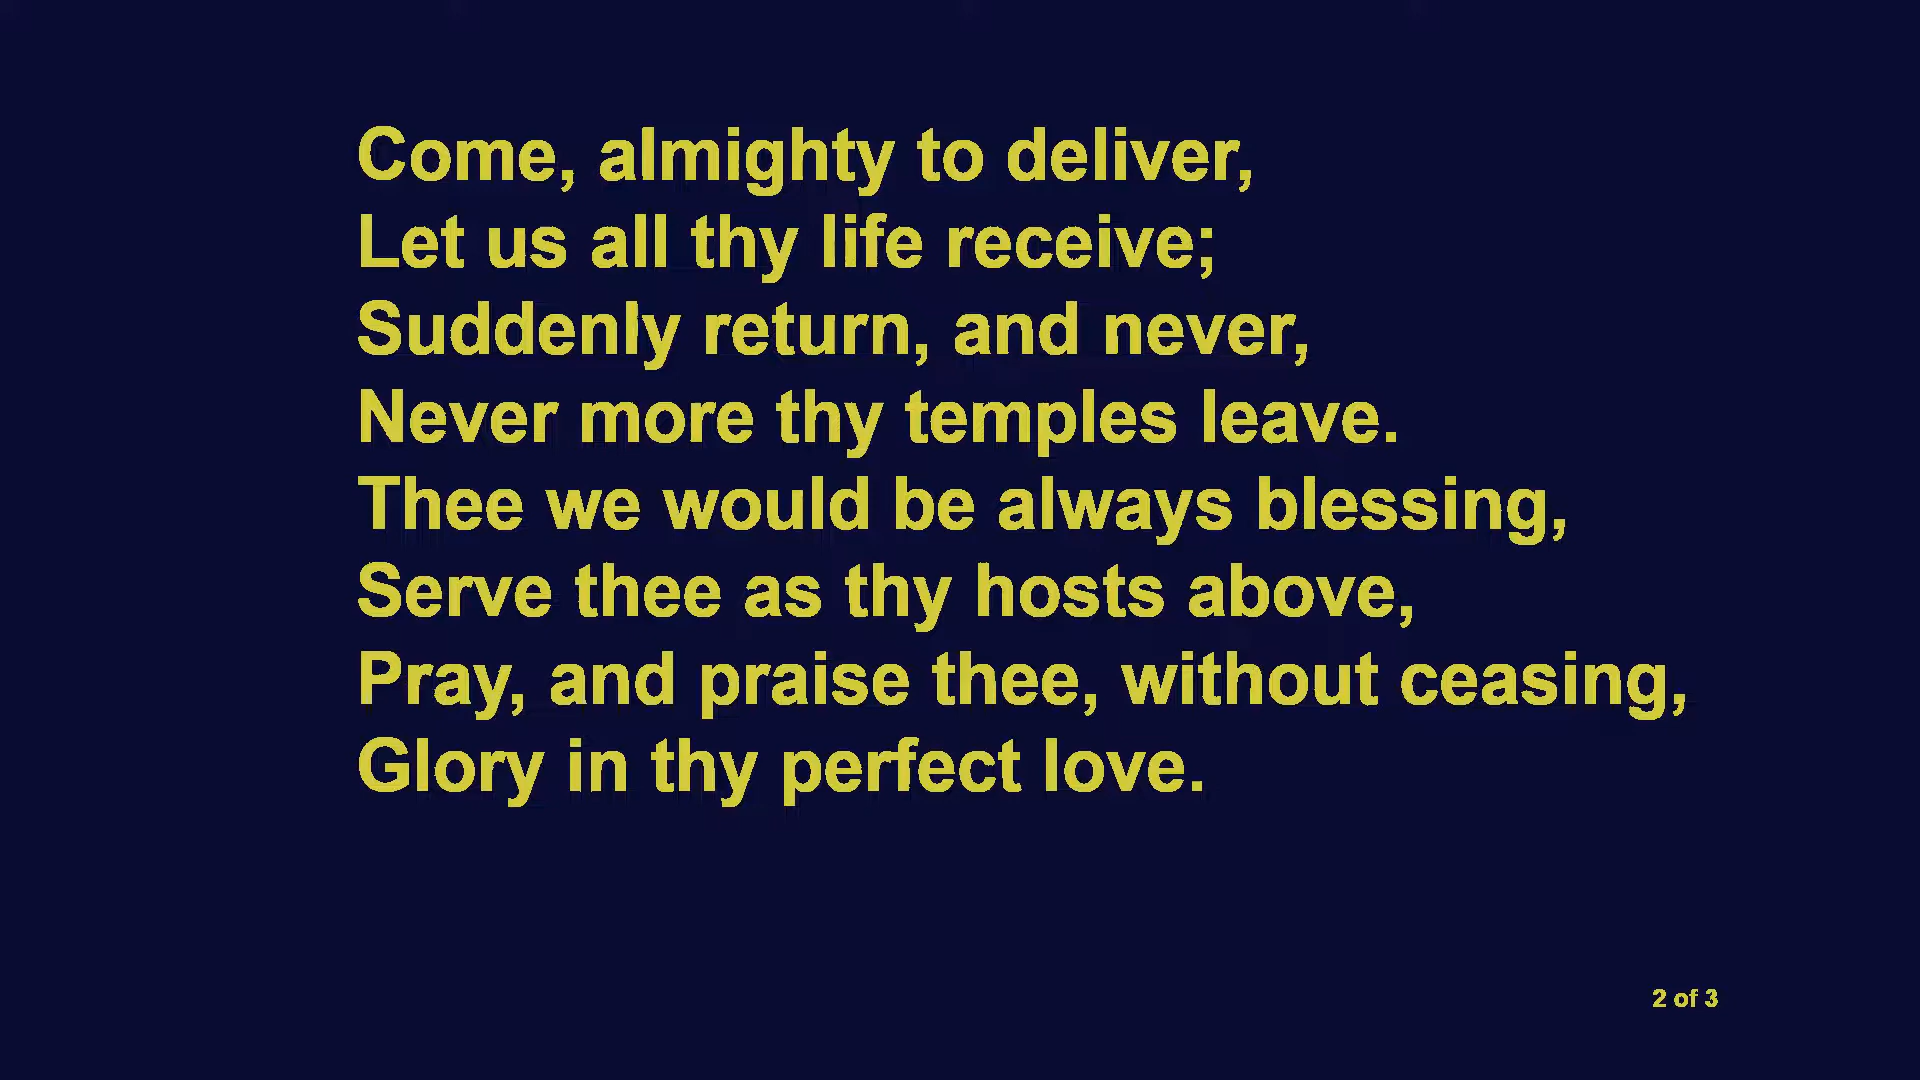 Come, almighty to deliver,
Let us all thy life receive;
Suddenly return, and never,
Never more thy temples leave.
Thee we would be always blessing,
Serve thee as thy hosts above,
Pray, and praise thee, without ceasing,
Glory in thy perfect love.
2 of 3